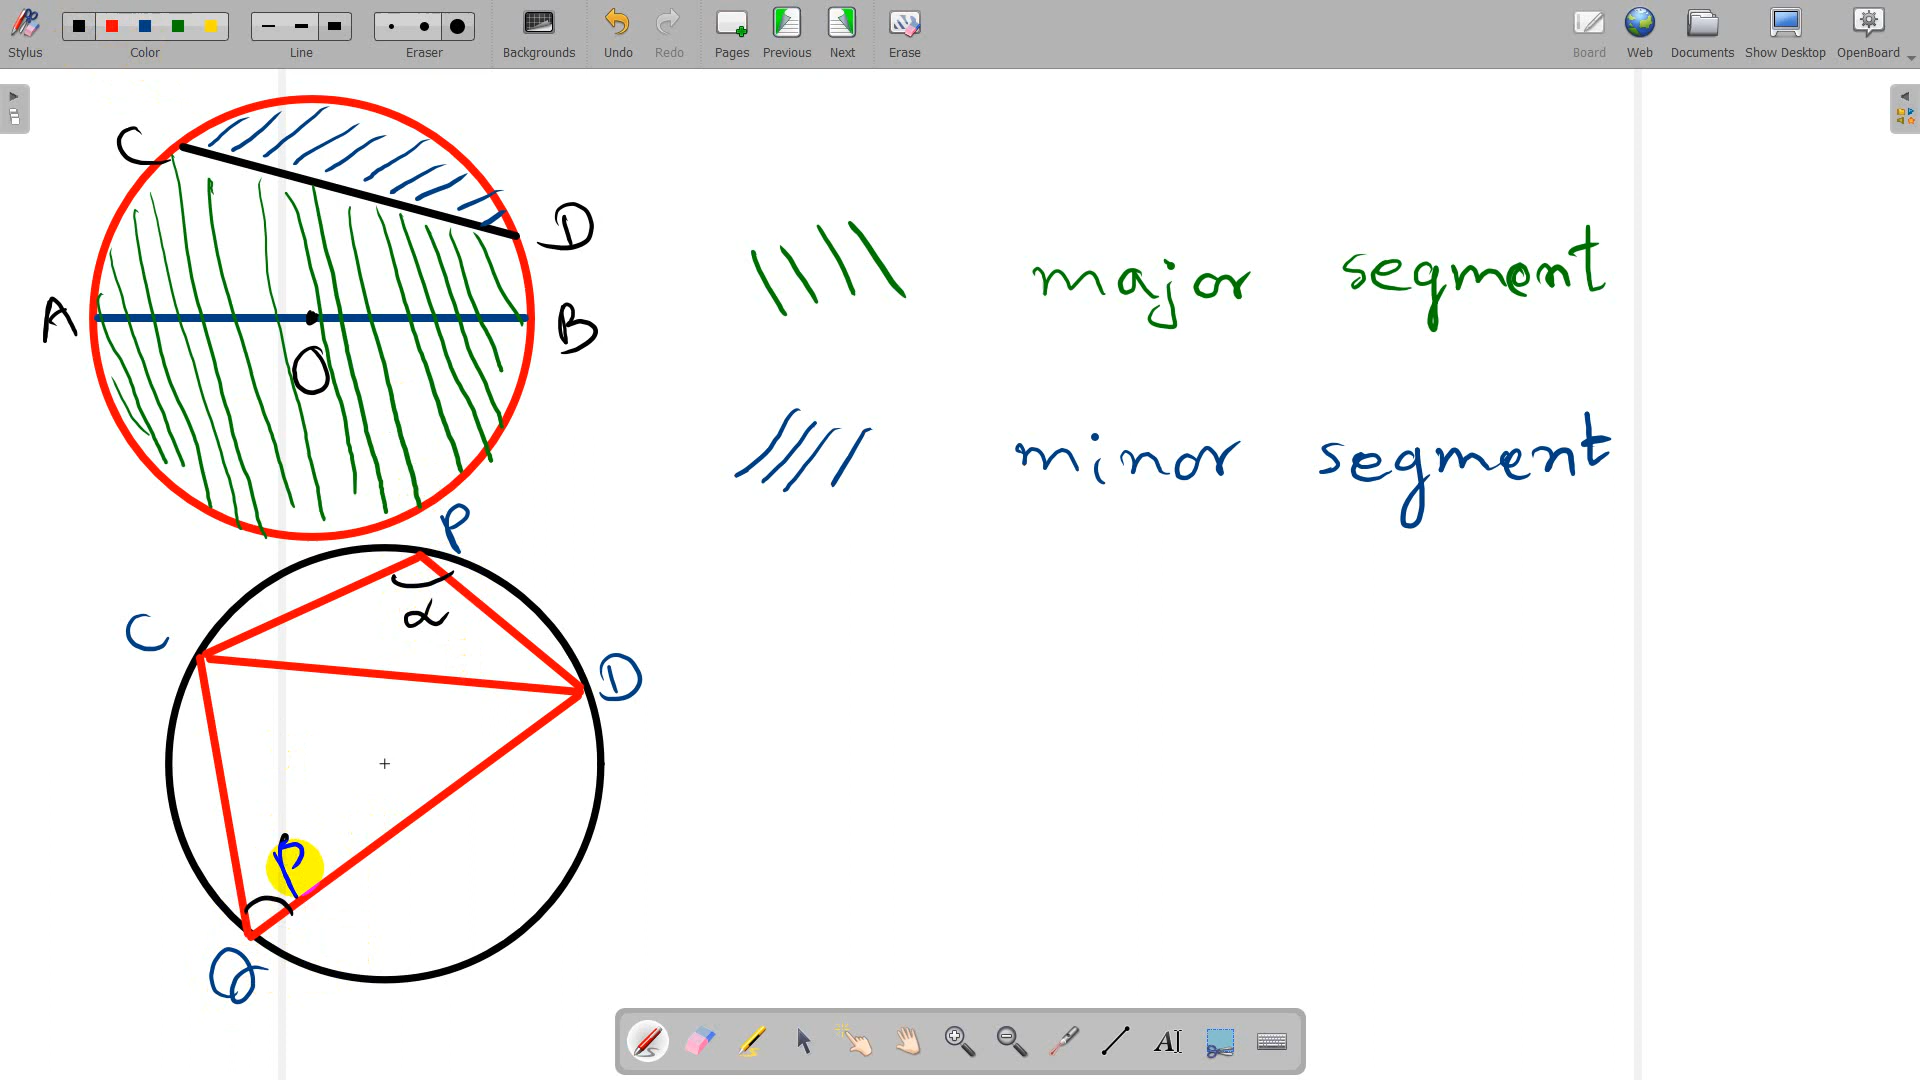 Stylus Color Line Eraser Backgrounds Undo Redo Pages Previous Next Erase Board Web Documents Show Desktop OpenBoard
C
D
major segment
A B
O
minor segment
P
α
C
D
β
Q